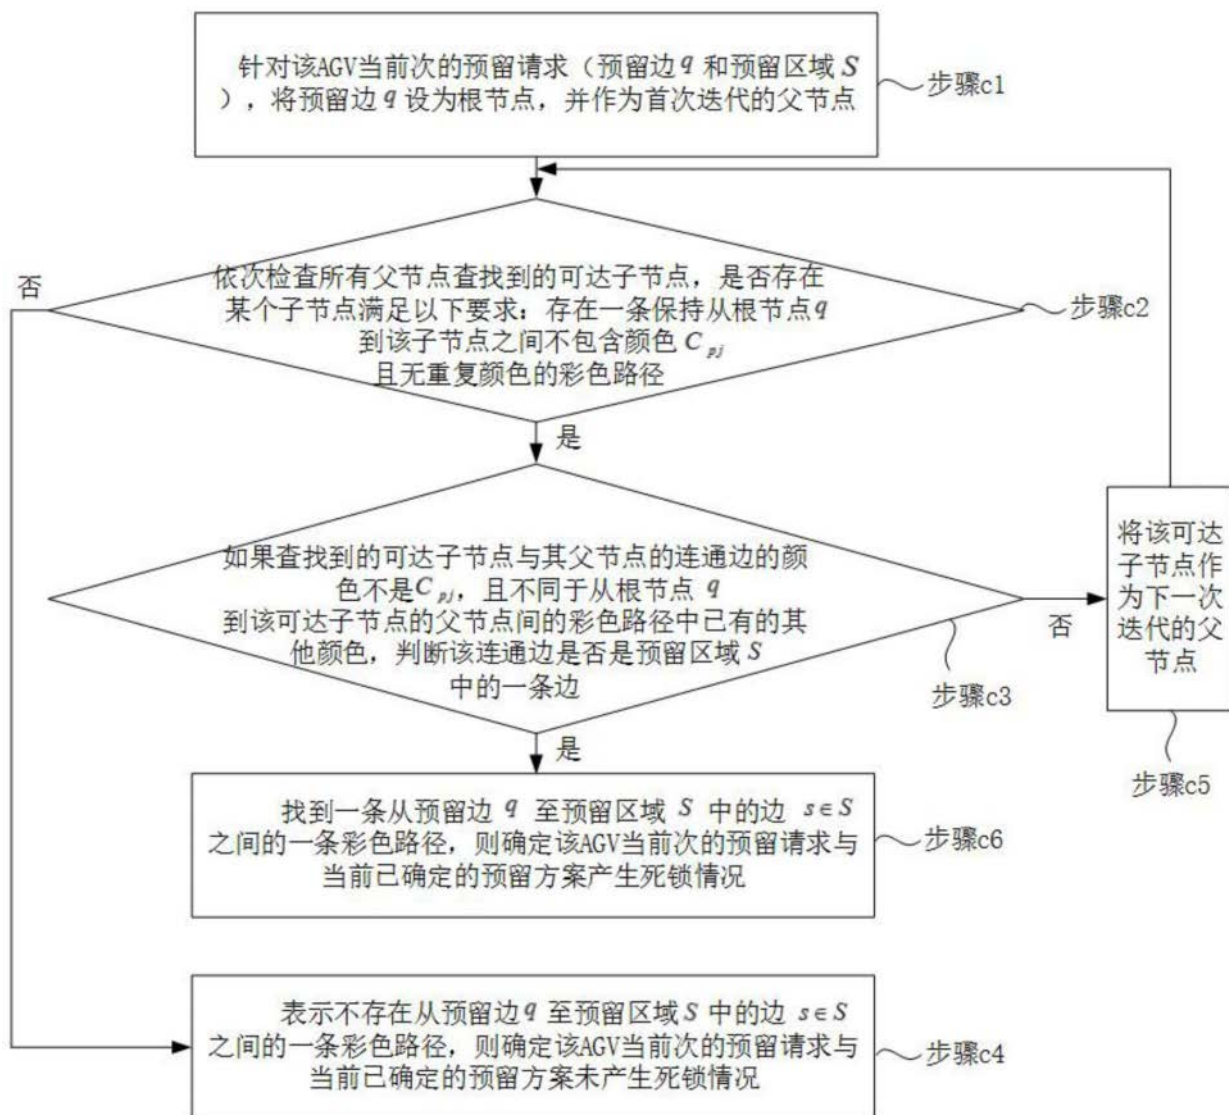 针对该AGV当前次的预留请求（预留边q和预留区域S
），将预留边q设为根节点，并作为首次迭代的父节点
步骤c1
否
依次检查所有父节点查找到的可达子节点，是否存在
某个子节点满足以下要求：存在一条保持从根节点q
到该子节点之间不包含颜色C_pj
且无重复颜色的彩色路径
步骤c2
是
如果查找到的可达子节点与其父节点的连通边的颜
色不是C_pj，且不同于从根节点q
到该可达子节点的父节点间的彩色路径中已有的其
他颜色，判断该连通边是否是预留区域S
中的一条边
步骤c3
否
将该可达
子节点作
为下一次
迭代的父
节点
步骤c5
是
找到一条从预留边q至预留区域S中的边s∈S
之间的一条彩色路径，则确定该AGV当前次的预留请求与
当前已确定的预留方案产生死锁情况
步骤c6
表示不存在从预留边q至预留区域S中的边s∈S
之间的一条彩色路径，则确定该AGV当前次的预留请求与
当前已确定的预留方案未产生死锁情况
步骤c4